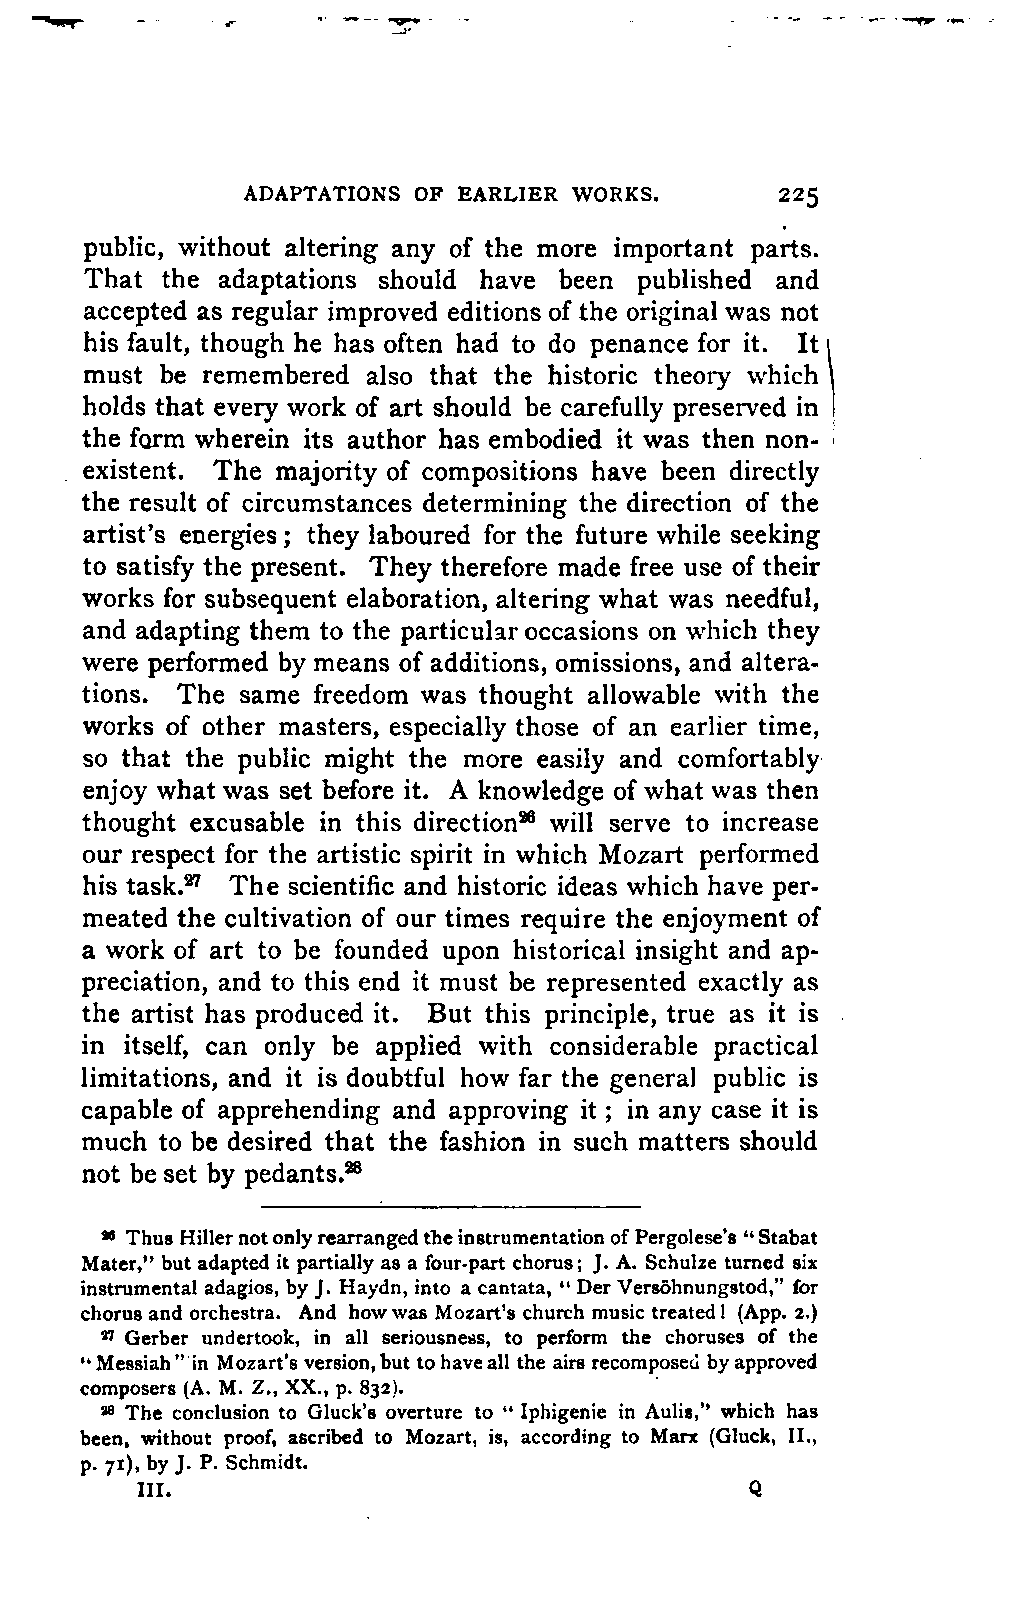 ADAPTATIONS OF EARLIER WORKS. 225
public, without altering any of the more important parts.
That the adaptations should have been published and
accepted as regular improved editions of the original was not
his fault, though he has often had to do penance for it. It
must be remembered also that the historic theory which
holds that every work of art should be carefully preserved in
the form wherein its author has embodied it was then non-
existent. The majority of compositions have been directly
the result of circumstances determining the direction of the
artist's energies; they laboured for the future while seeking
to satisfy the present. They therefore made free use of their
works for subsequent elaboration, altering what was needful,
and adapting them to the particular occasions on which they
were performed by means of additions, omissions, and altera-
tions. The same freedom was thought allowable with the
works of other masters, especially those of an earlier time,
so that the public might the more easily and comfortably
enjoy what was set before it. A knowledge of what was then
thought excusable in this direction²⁶ will serve to increase
our respect for the artistic spirit in which Mozart performed
his task.²⁷ The scientific and historic ideas which have per-
meated the cultivation of our times require the enjoyment of
a work of art to be founded upon historical insight and ap-
preciation, and to this end it must be represented exactly as
the artist has produced it. But this principle, true as it is
in itself, can only be applied with considerable practical
limitations, and it is doubtful how far the general public is
capable of apprehending and approving it; in any case it is
much to be desired that the fashion in such matters should
not be set by pedants.²⁸
²⁶ Thus Hiller not only rearranged the instrumentation of Pergolese's "Stabat
Mater," but adapted it partially as a four-part chorus; J. A. Schulze turned six
instrumental adagios, by J. Haydn, into a cantata, "Der Versöhnungstod," for
chorus and orchestra. And how was Mozart's church music treated! (App. 2.)
²⁷ Gerber undertook, in all seriousness, to perform the choruses of the
"Messiah" in Mozart's version, but to have all the airs recomposed by approved
composers (A. M. Z., XX., p. 832).
²⁸ The conclusion to Gluck's overture to "Iphigenie in Aulis," which has
been, without proof, ascribed to Mozart, is, according to Marx (Gluck, II.,
p. 71), by J. P. Schmidt.
III. Q